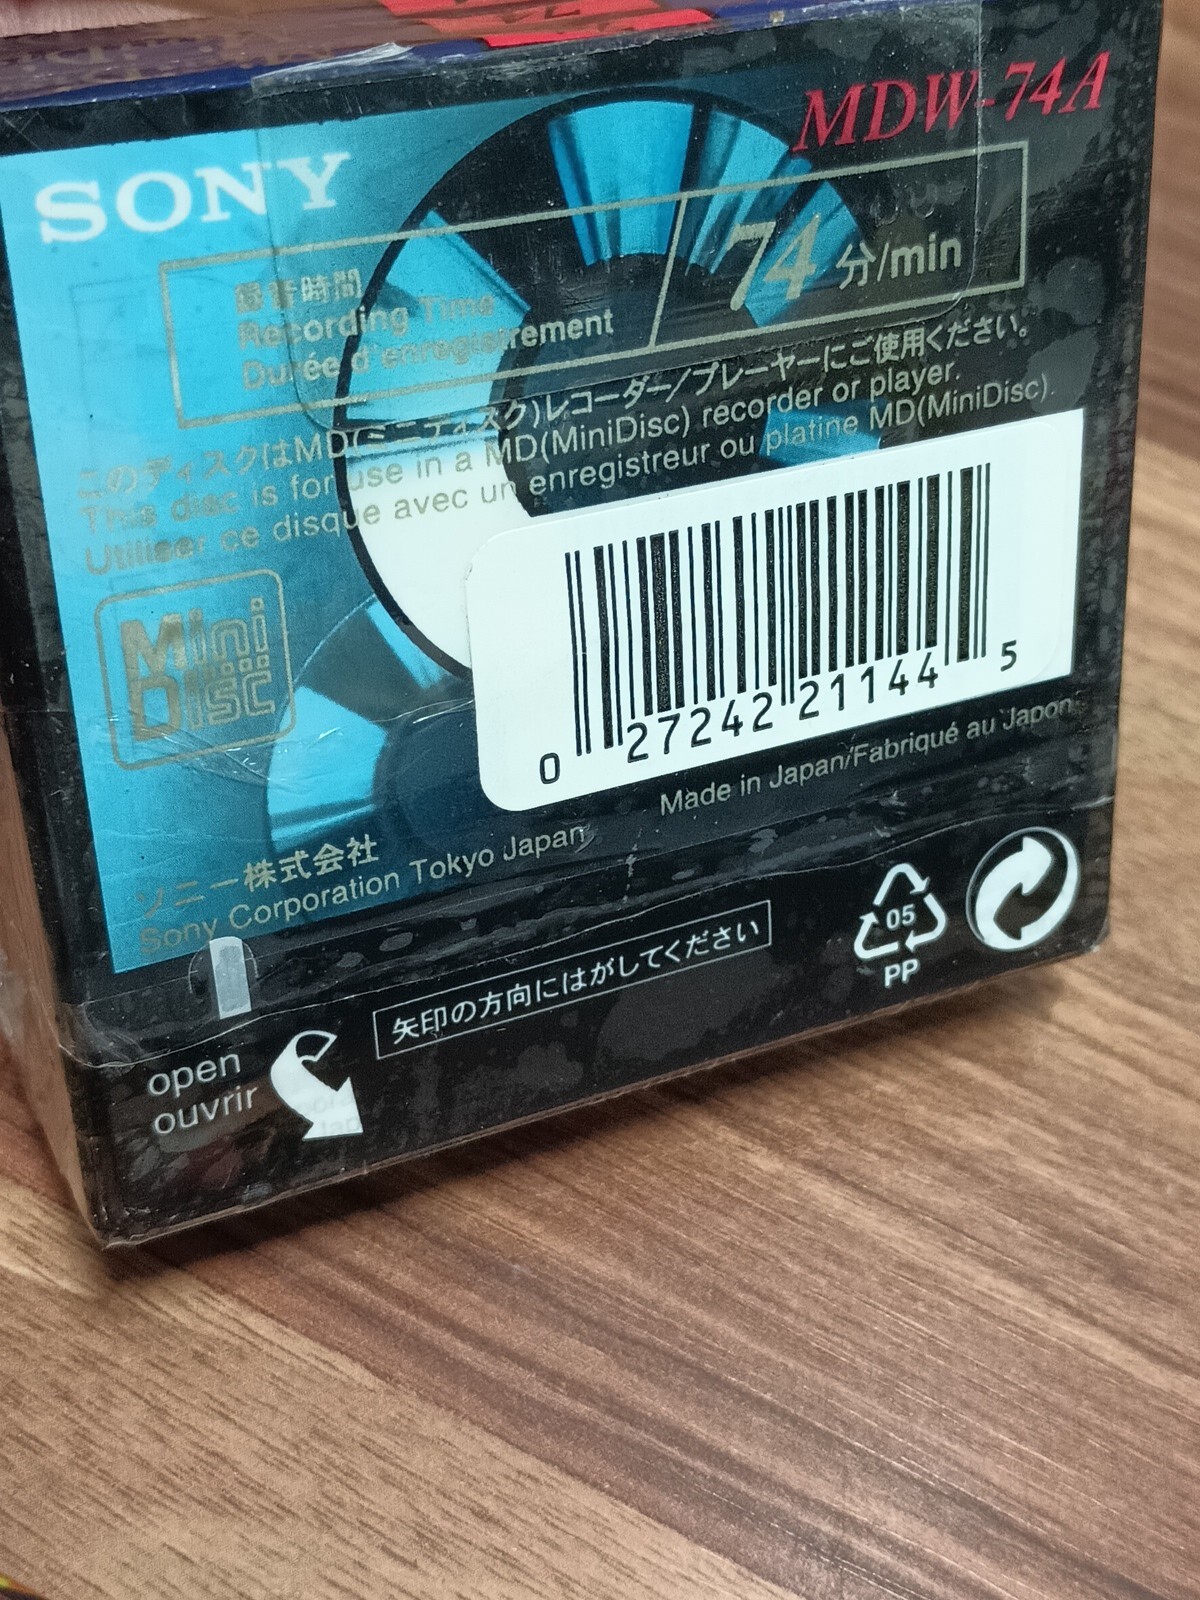 MDW-74A
SONY
録音時間
Recording Time
Durée d'enregistrement
74分/min
このディスクはMD(ミニディスク)レコーダー/プレーヤーにご使用ください。
This disc is for use in a MD(MiniDisc) recorder or player.
Utiliser ce disque avec un enregistreur ou platine MD(MiniDisc).
Mini
Disc
0 27242 21144 5
Made in Japan/Fabriqué au Japon
ソニー株式会社
Sony Corporation Tokyo Japan
矢印の方向にはがしてください
05
PP
open
ouvrir